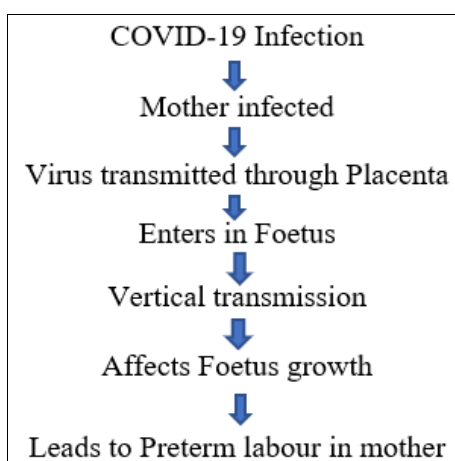 COVID-19 Infection
Mother infected
Virus transmitted through Placenta
Enters in Foetus
Vertical transmission
Affects Foetus growth
Leads to Preterm labour in mother